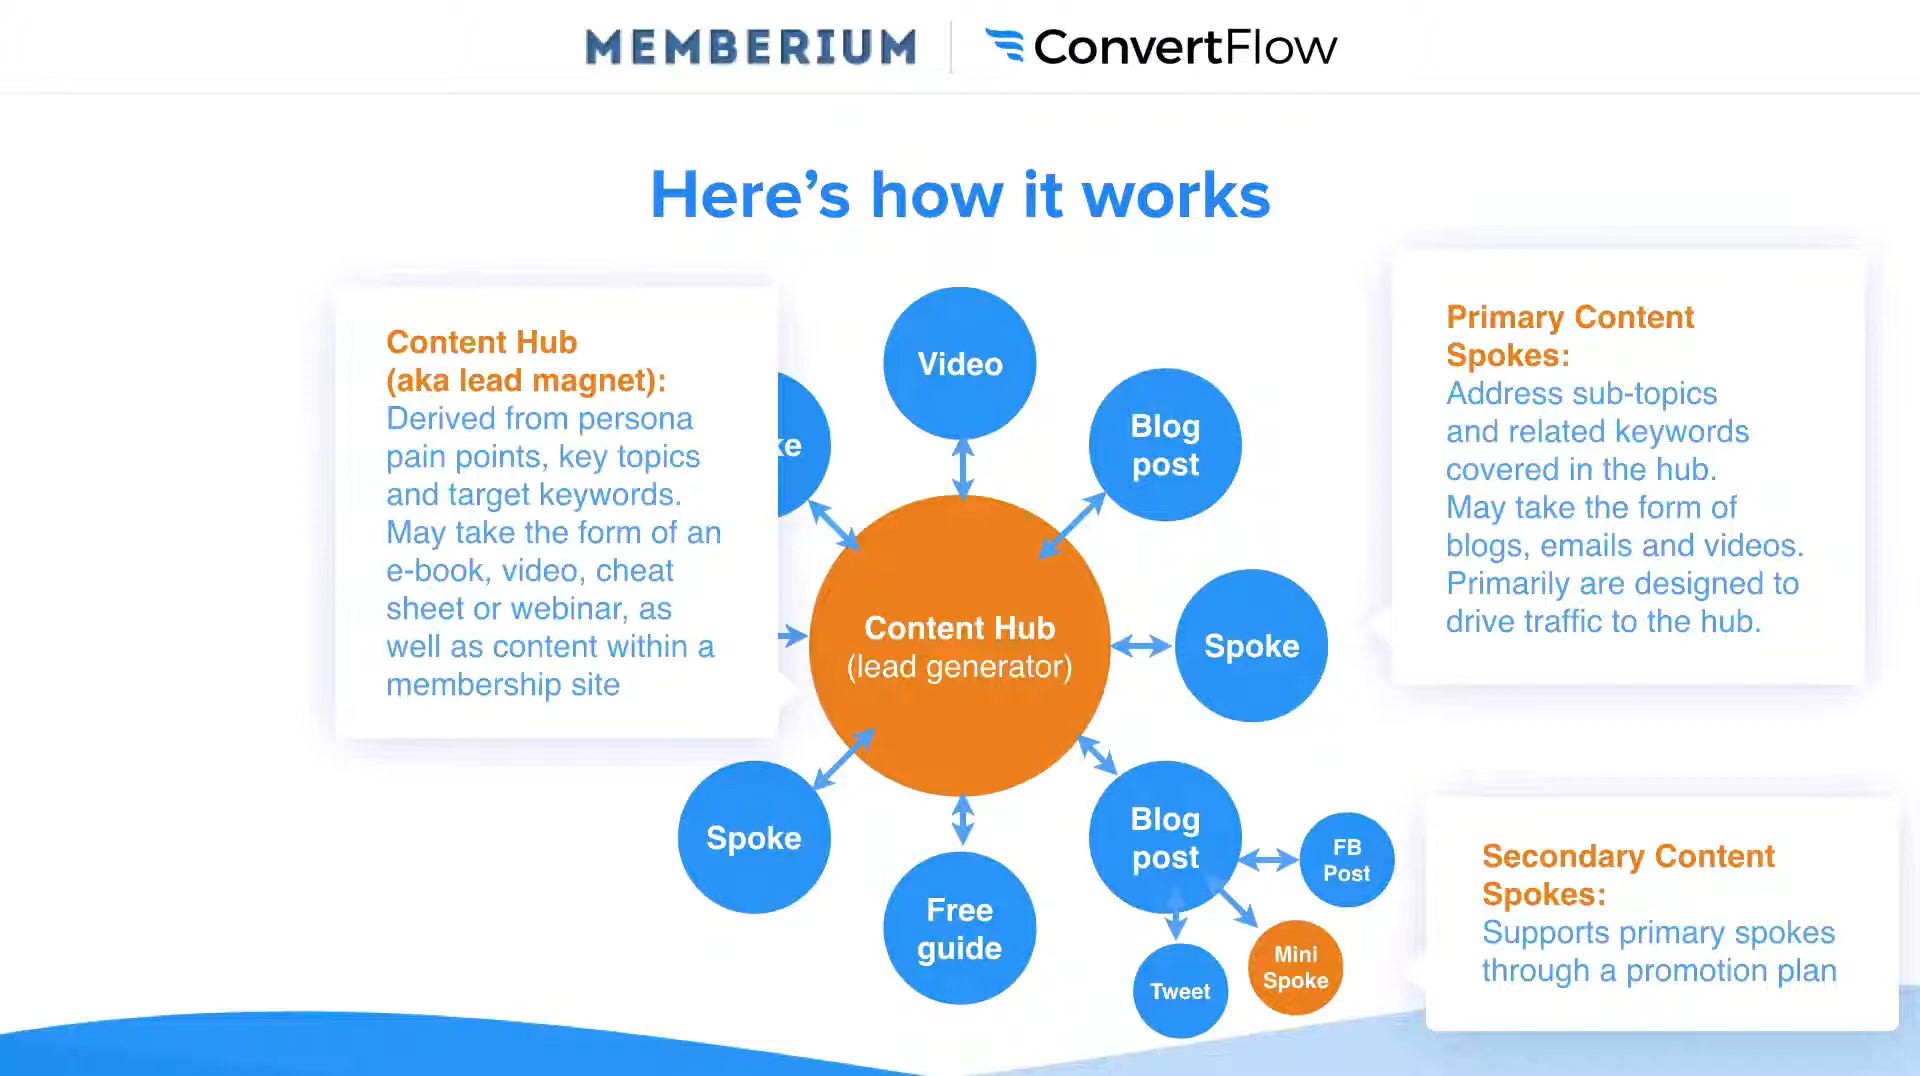 MEMBERIUM
ConvertFlow
Here’s how it works
Content Hub
(aka lead magnet):
Derived from persona
pain points, key topics
and target keywords.
May take the form of an
e-book, video, cheat
sheet or webinar, as
well as content within a
membership site
Video
Blog
post
ke
Content Hub
(lead generator)
Spoke
Spoke
Free
guide
Blog
post
FB
Post
Mini
Spoke
Tweet
Primary Content
Spokes:
Address sub-topics
and related keywords
covered in the hub.
May take the form of
blogs, emails and videos.
Primarily are designed to
drive traffic to the hub.
Secondary Content
Spokes:
Supports primary spokes
through a promotion plan